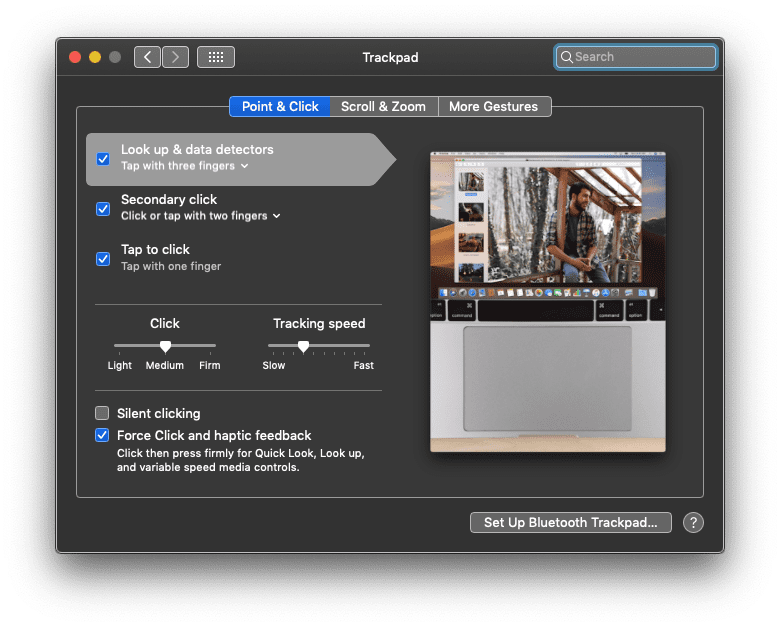 Trackpad
Search
Point & Click
Scroll & Zoom
More Gestures
Look up & data detectors
Tap with three fingers
Secondary click
Click or tap with two fingers
Tap to click
Tap with one finger
Click
Tracking speed
Light
Medium
Firm
Slow
Fast
Silent clicking
Force Click and haptic feedback
Click then press firmly for Quick Look, Look up,
and variable speed media controls.
option
command
command
option
Set Up Bluetooth Trackpad...
?